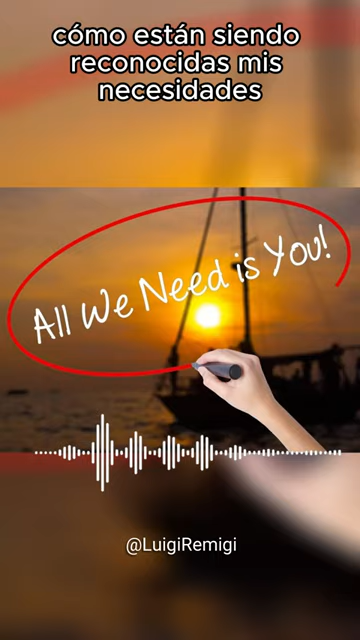 cómo están siendo
reconocidas mis
necesidades
All We Need is You!
@LuigiRemigi